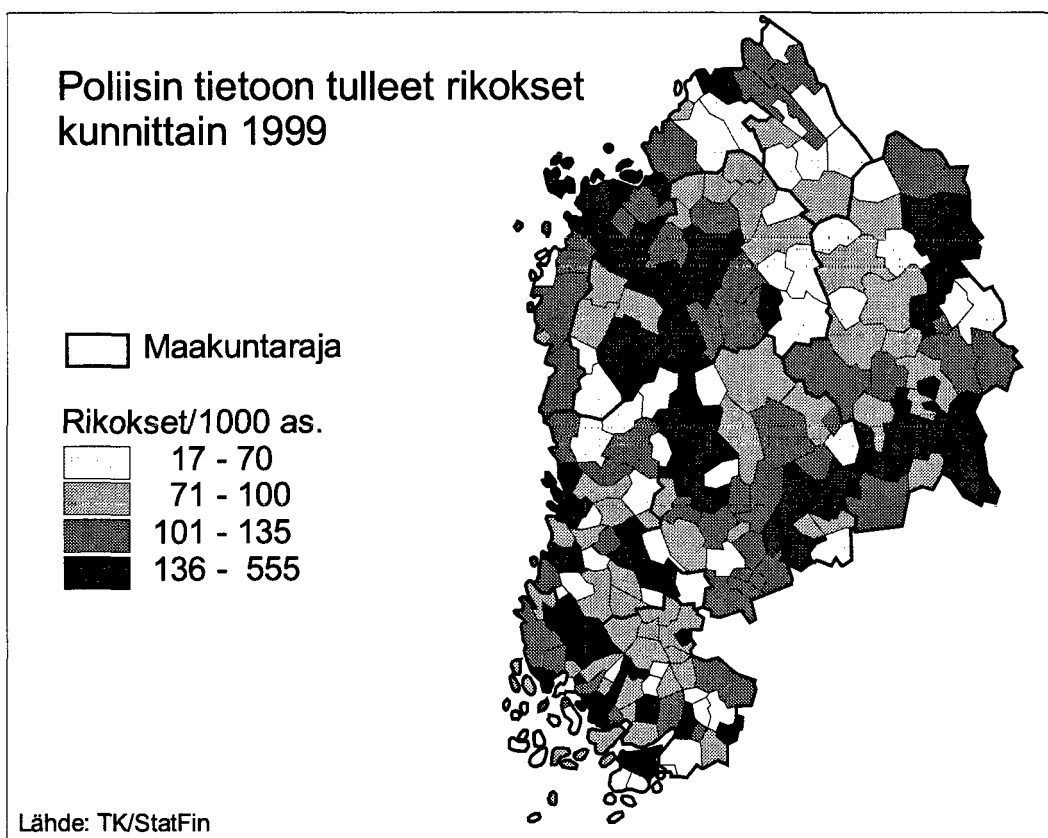 Poliisin tietoon tulleet rikokset
kunnittain 1999
Maakuntaraja
Rikokset/1000 as.
17 - 70
71 - 100
101 - 135
136 - 555
Lähde: TK/StatFin